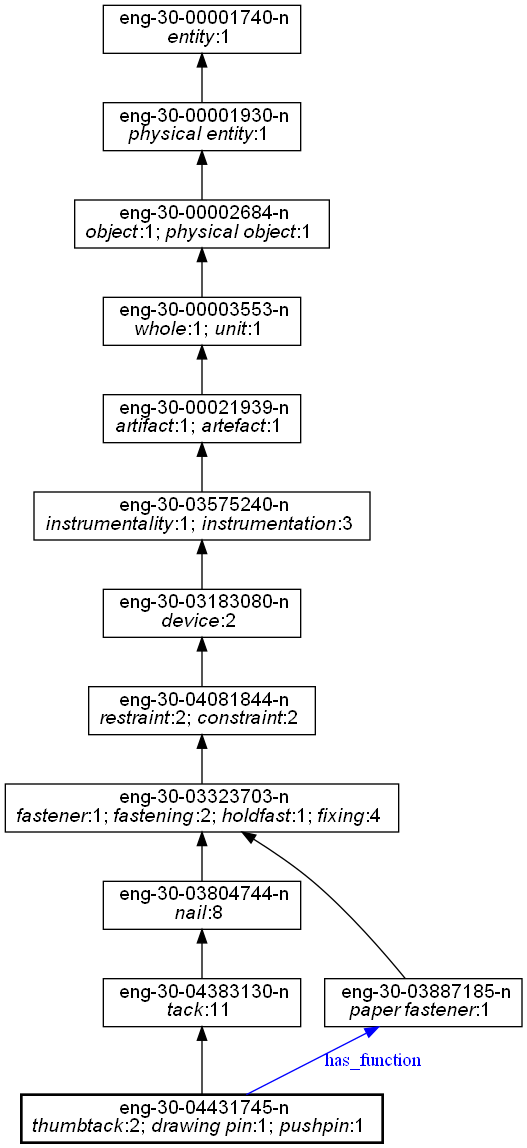 eng-30-00001740-n
entity:1
eng-30-00001930-n
physical entity:1
eng-30-00002684-n
object:1; physical object:1
eng-30-00003553-n
whole:1; unit:1
eng-30-00021939-n
artifact:1; artefact:1
eng-30-03575240-n
instrumentality:1; instrumentation:3
eng-30-03183080-n
device:2
eng-30-04081844-n
restraint:2; constraint:2
eng-30-03323703-n
fastener:1; fastening:2; holdfast:1; fixing:4
eng-30-03804744-n
nail:8
eng-30-04383130-n
tack:11
eng-30-03887185-n
paper fastener:1
has_function
eng-30-04431745-n
thumbtack:2; drawing pin:1; pushpin:1